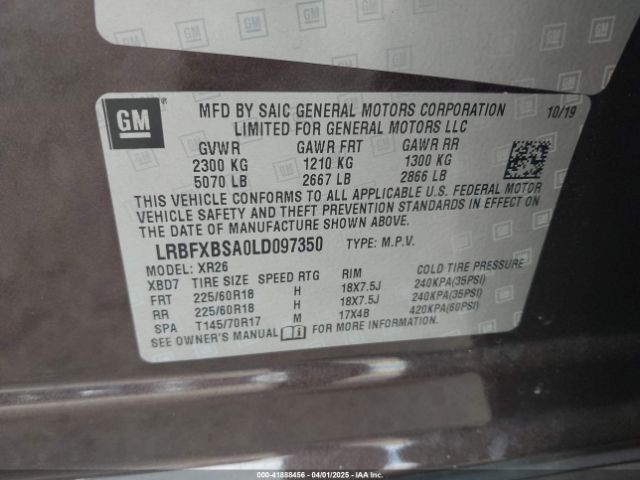 GM
MFD BY SAIC GENERAL MOTORS CORPORATION 10/19
LIMITED FOR GENERAL MOTORS LLC
GVWR GAWR FRT GAWR RR
2300 KG 1210 KG 1300 KG
5070 LB 2667 LB 2866 LB
THIS VEHICLE CONFORMS TO ALL APPLICABLE U.S. FEDERAL MOTOR
VEHICLE SAFETY AND THEFT PREVENTION STANDARDS IN EFFECT ON
THE DATE OF MANUFACTURE SHOWN ABOVE.
LRBFXBSA0LD097350 TYPE: M.P.V.
MODEL: XR26
XBD7 TIRE SIZE SPEED RTG RIM COLD TIRE PRESSURE
FRT 225/60R18 H 18X7.5J 240KPA(35PSI)
RR 225/60R18 H 18X7.5J 240KPA(35PSI)
SPA T145/70R17 M 17X4B 420KPA(60PSI)
SEE OWNER'S MANUAL FOR MORE INFORMATION
000-41888456 - 04/01/2025 - IAA Inc.